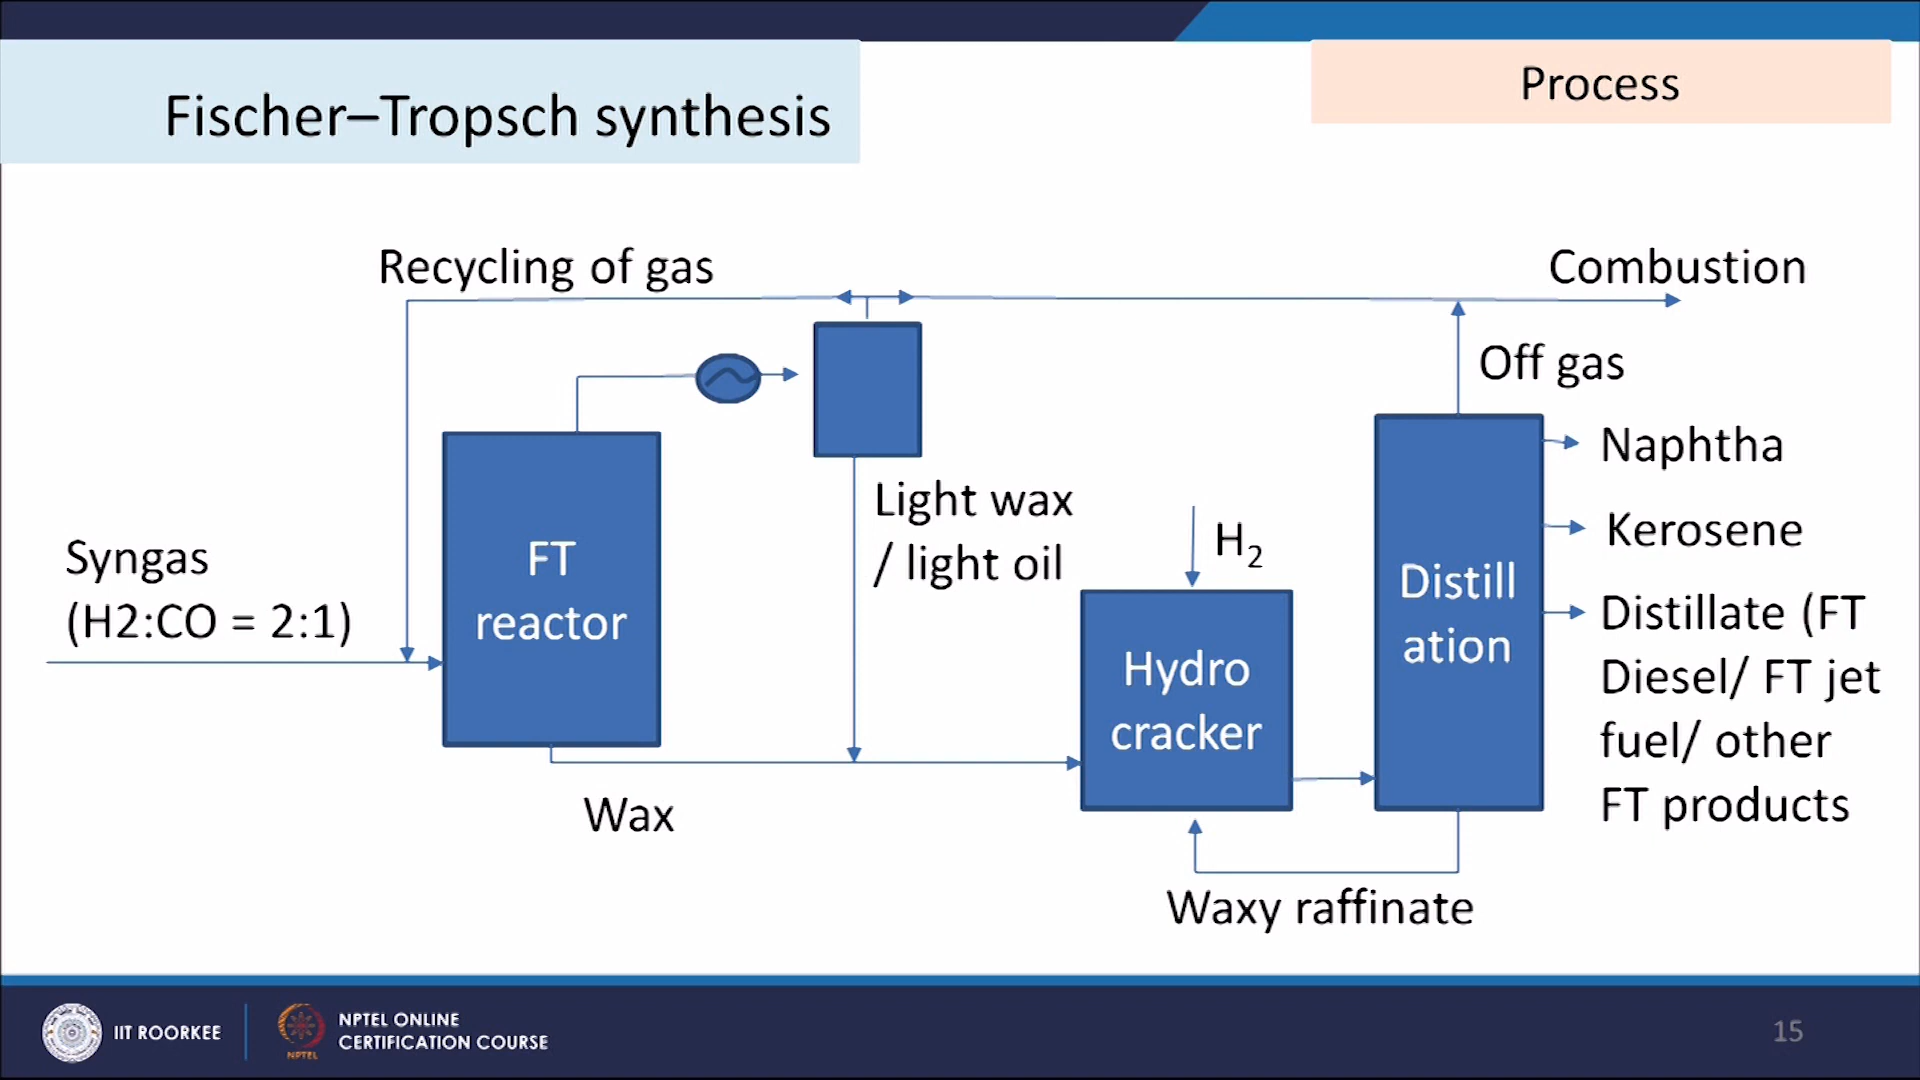 Fischer–Tropsch synthesis
Process
Recycling of gas
Combustion
Off gas
Naphtha
Kerosene
Distillate (FT
Diesel/ FT jet
fuel/ other
FT products
Syngas
(H2:CO = 2:1)
FT
reactor
Light wax
/ light oil
H₂
Hydro
cracker
Distill
ation
Wax
Waxy raffinate
IIT ROORKEE
NPTEL
NPTEL ONLINE
CERTIFICATION COURSE
15